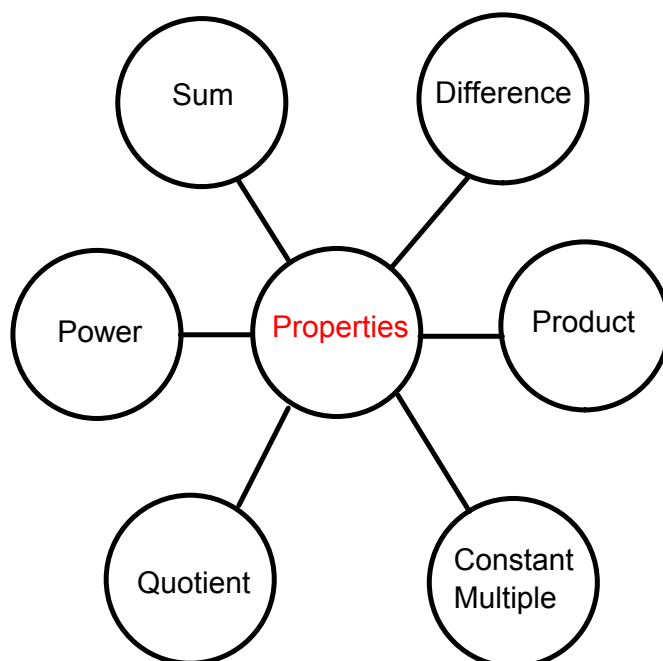 Sum
Difference
Power
Properties
Product
Quotient
Constant
Multiple